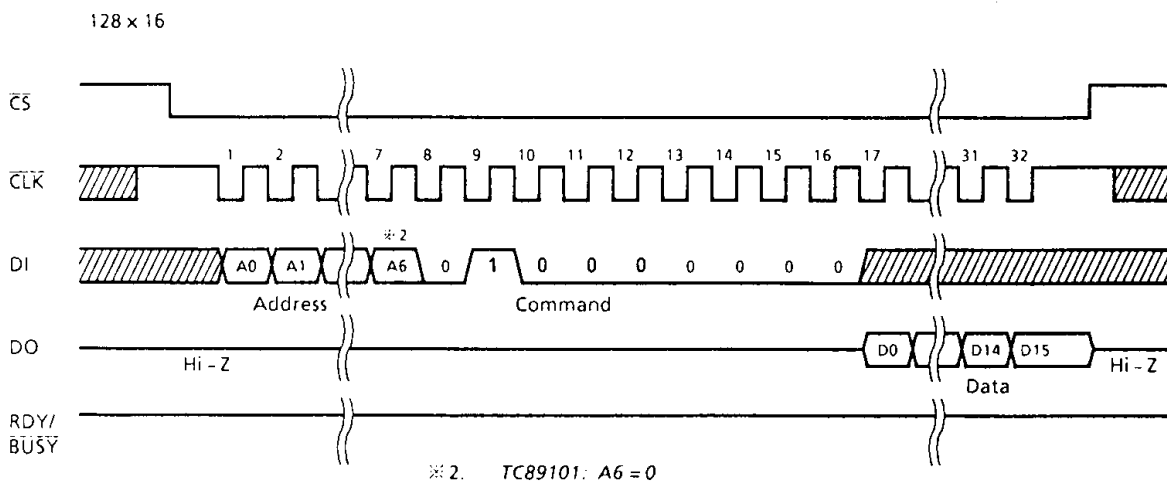 128 x 16
CS
CLK 1 2 7 8 9 10 11 12 13 14 15 16 17 31 32
※2
DI A0 A1 A6 0 1 0 0 0 0 0 0 0
Address Command
DO D0 D14 D15
Hi-Z Data Hi-Z
RDY/
BUSY
※2. TC89101: A6 = 0